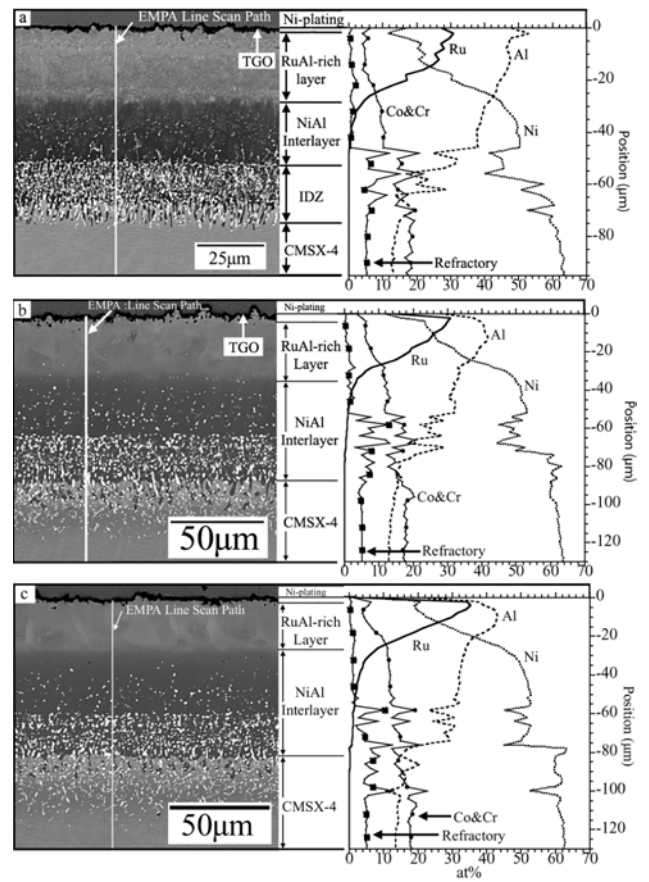 a
EMPA Line Scan Path
TGO
25μm
Ni-plating
RuAl-rich
layer
NiAl
Interlayer
IDZ
CMSX-4
Ru
Al
Co&Cr
Ni
Refractory
0
-20
-40
-60
-80
Position (μm)
0 10 20 30 40 50 60 70
b
EMPA :Line Scan Path
TGO
50μm
Ni-plating
RuAl-rich
Layer
NiAl
Interlayer
CMSX-4
Al
Ru
Ni
Co&Cr
Refractory
0
-20
-40
-60
-80
-100
-120
Position (μm)
0 10 20 30 40 50 60 70
c
EMPA Line Scan Path
50μm
Ni-plating
RuAl-rich
Layer
NiAl
Interlayer
CMSX-4
Al
Ru
Ni
Co&Cr
Refractory
0
-20
-40
-60
-80
-100
-120
Position (μm)
0 10 20 30 40 50 60 70
at%